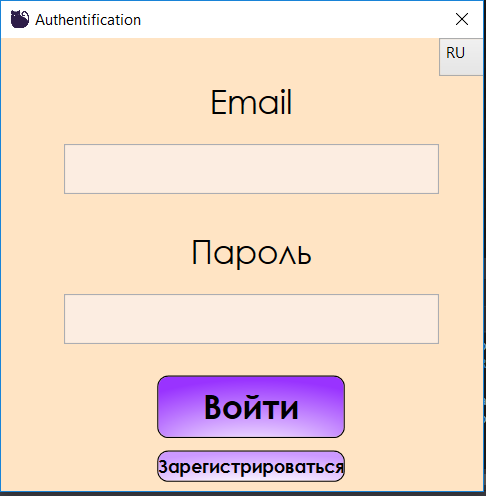 Authentification
RU
Email
Пароль
Войти
Зарегистрироваться